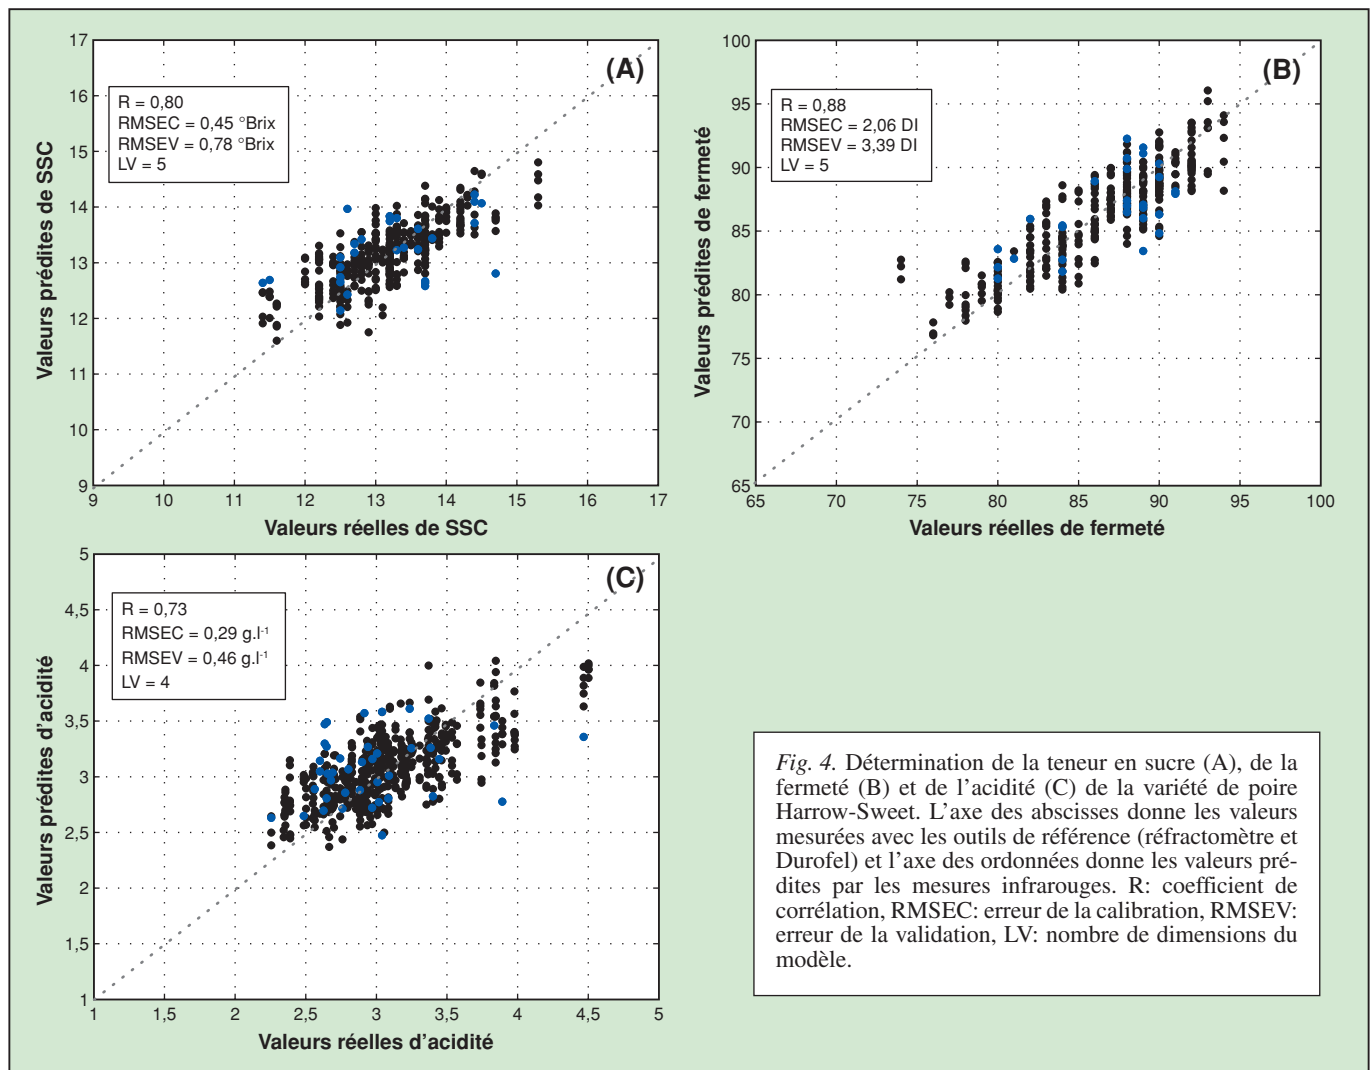 17
16
15
14
13
12
11
10
9
Valeurs prédites de SSC
(A)
R = 0,80
RMSEC = 0,45 °Brix
RMSEV = 0,78 °Brix
LV = 5
9 10 11 12 13 14 15 16 17
Valeurs réelles de SSC
100
95
90
85
80
75
70
65
Valeurs prédites de fermeté
(B)
R = 0,88
RMSEC = 2,06 DI
RMSEV = 3,39 DI
LV = 5
65 70 75 80 85 90 95 100
Valeurs réelles de fermeté
5
4,5
4
3,5
3
2,5
2
1,5
1
Valeurs prédites d’acidité
(C)
R = 0,73
RMSEC = 0,29 g.l⁻¹
RMSEV = 0,46 g.l⁻¹
LV = 4
1 1,5 2 2,5 3 3,5 4 4,5 5
Valeurs réelles d’acidité
Fig. 4. Détermination de la teneur en sucre (A), de la
fermeté (B) et de l’acidité (C) de la variété de poire
Harrow-Sweet. L’axe des abscisses donne les valeurs
mesurées avec les outils de référence (réfractomètre et
Durofel) et l’axe des ordonnées donne les valeurs pré-
dites par les mesures infrarouges. R: coefficient de
corrélation, RMSEC: erreur de la calibration, RMSEV:
erreur de la validation, LV: nombre de dimensions du
modèle.